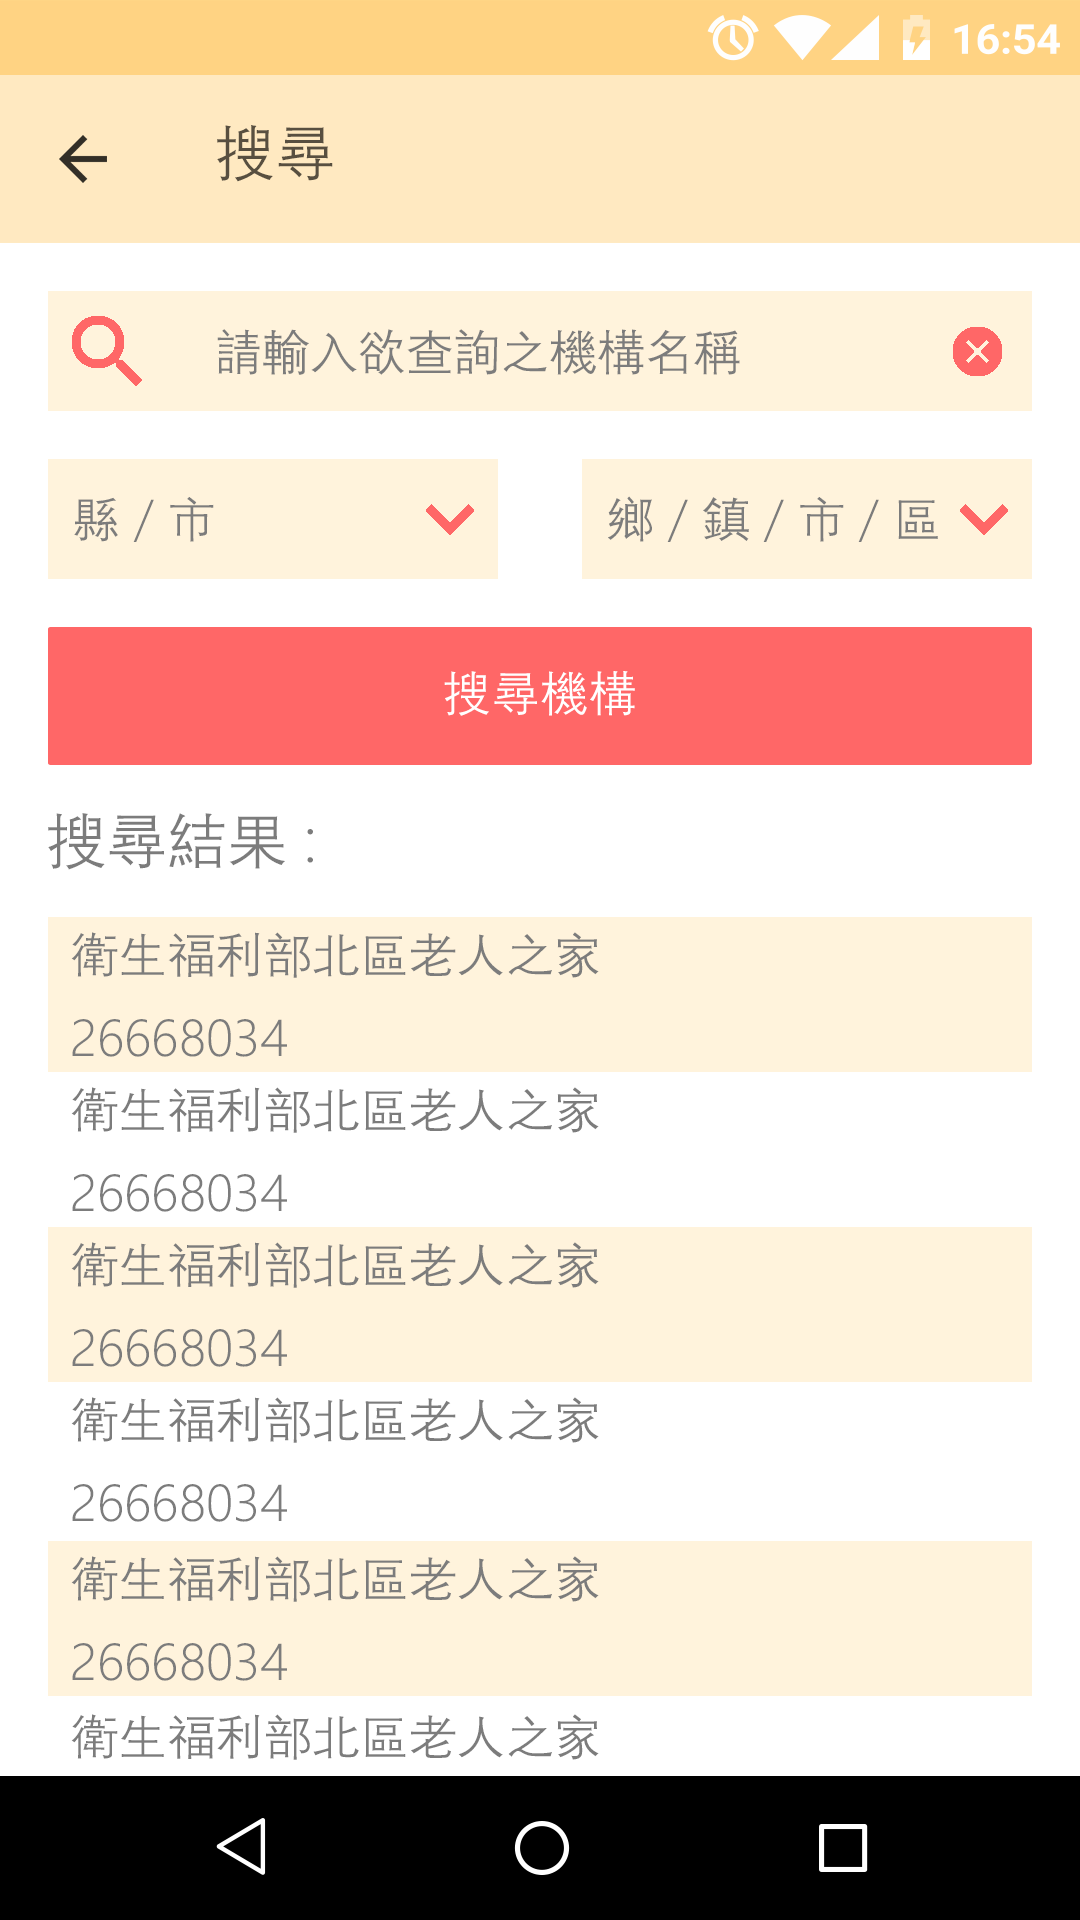 16:54
搜尋
請輸入欲查詢之機構名稱
縣 / 市
鄉 / 鎮 / 市 / 區
搜尋機構
搜尋結果 :
衛生福利部北區老人之家
26668034
衛生福利部北區老人之家
26668034
衛生福利部北區老人之家
26668034
衛生福利部北區老人之家
26668034
衛生福利部北區老人之家
26668034
衛生福利部北區老人之家